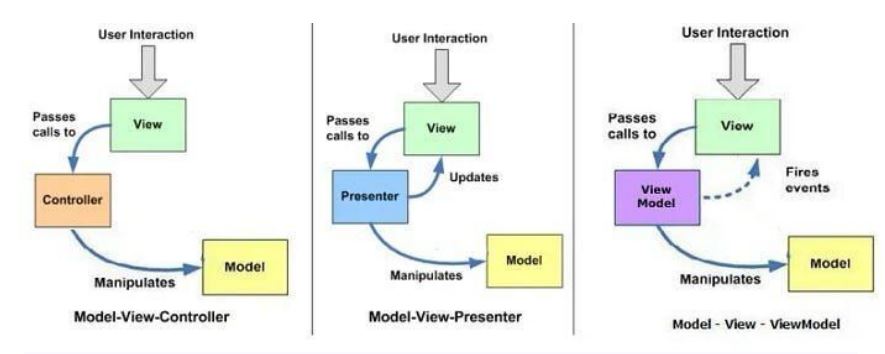 User Interaction
Passes
calls to
View
Controller
Model
Manipulates
Model-View-Controller
User Interaction
Passes
calls to
View
Updates
Presenter
Model
Manipulates
Model-View-Presenter
User Interaction
Passes
calls to
View
Fires
events
View
Model
Model
Manipulates
Model - View - ViewModel